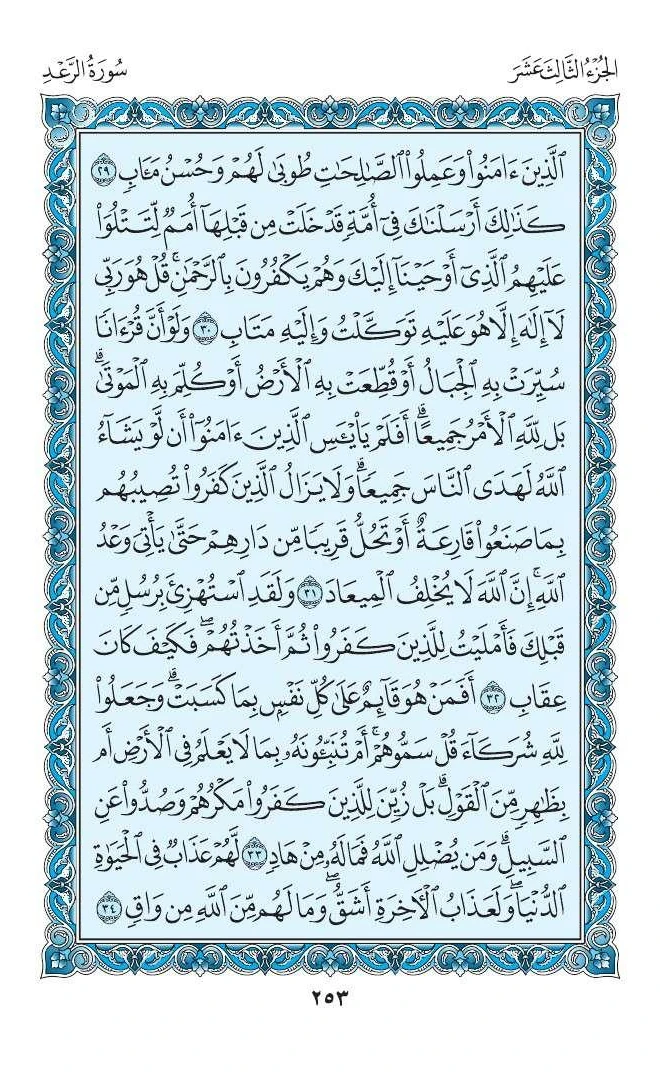 الجُزْءُ الثَّالِثَ عَشَرَ
سُورَةُ الرَّعْدِ
ٱلَّذِينَ ءَامَنُواْ وَعَمِلُواْ ٱلصَّٰلِحَٰتِ طُوبَىٰ لَهُمۡ وَحُسۡنُ مَـَٔابٖ ٢٩
كَذَٰلِكَ أَرۡسَلۡنَٰكَ فِيٓ أُمَّةٖ قَدۡ خَلَتۡ مِن قَبۡلِهَآ أُمَمٞ لِّتَتۡلُوَاْ
عَلَيۡهِمُ ٱلَّذِيٓ أَوۡحَيۡنَآ إِلَيۡكَ وَهُمۡ يَكۡفُرُونَ بِٱلرَّحۡمَٰنِۚ قُلۡ هُوَ رَبِّي
لَآ إِلَٰهَ إِلَّا هُوَ عَلَيۡهِ تَوَكَّلۡتُ وَإِلَيۡهِ مَتَابِ ٣٠ وَلَوۡ أَنَّ قُرۡءَانٗا
سُيِّرَتۡ بِهِ ٱلۡجِبَالُ أَوۡ قُطِّعَتۡ بِهِ ٱلۡأَرۡضُ أَوۡ كُلِّمَ بِهِ ٱلۡمَوۡتَىٰۗ
بَل لِّلَّهِ ٱلۡأَمۡرُ جَمِيعًاۗ أَفَلَمۡ يَاْيۡـَٔسِ ٱلَّذِينَ ءَامَنُوٓاْ أَن لَّوۡ يَشَآءُ
ٱللَّهُ لَهَدَى ٱلنَّاسَ جَمِيعٗاۗ وَلَا يَزَالُ ٱلَّذِينَ كَفَرُواْ تُصِيبُهُم
بِمَا صَنَعُواْ قَارِعَةٌ أَوۡ تَحُلُّ قَرِيبٗا مِّن دَارِهِمۡ حَتَّىٰ يَأۡتِيَ وَعۡدُ
ٱللَّهِۚ إِنَّ ٱللَّهَ لَا يُخۡلِفُ ٱلۡمِيعَادَ ٣١ وَلَقَدِ ٱسۡتُهۡزِئَ بِرُسُلٖ مِّن
قَبۡلِكَ فَأَمۡلَيۡتُ لِلَّذِينَ كَفَرُواْ ثُمَّ أَخَذۡتُهُمۡۖ فَكَيۡفَ كَانَ
عِقَابِ ٣٢ أَفَمَنۡ هُوَ قَآئِمٌ عَلَىٰ كُلِّ نَفۡسِۭ بِمَا كَسَبَتۡۗ وَجَعَلُواْ
لِلَّهِ شُرَكَآءَ قُلۡ سَمُّوهُمۡۚ أَمۡ تُنَبِّـُٔونَهُۥ بِمَا لَا يَعۡلَمُ فِي ٱلۡأَرۡضِ أَم
بِظَٰهِرٖ مِّنَ ٱلۡقَوۡلِۗ بَلۡ زُيِّنَ لِلَّذِينَ كَفَرُواْ مَكۡرُهُمۡ وَصُدُّواْ عَنِ
ٱلسَّبِيلِۗ وَمَن يُضۡلِلِ ٱللَّهُ فَمَا لَهُۥ مِنۡ هَادٖ ٣٣ لَّهُمۡ عَذَابٞ فِي ٱلۡحَيَوٰةِ
ٱلدُّنۡيَاۖ وَلَعَذَابُ ٱلۡأٓخِرَةِ أَشَقُّۖ وَمَا لَهُم مِّنَ ٱللَّهِ مِن وَاقٖ ٣٤
٢٥٣